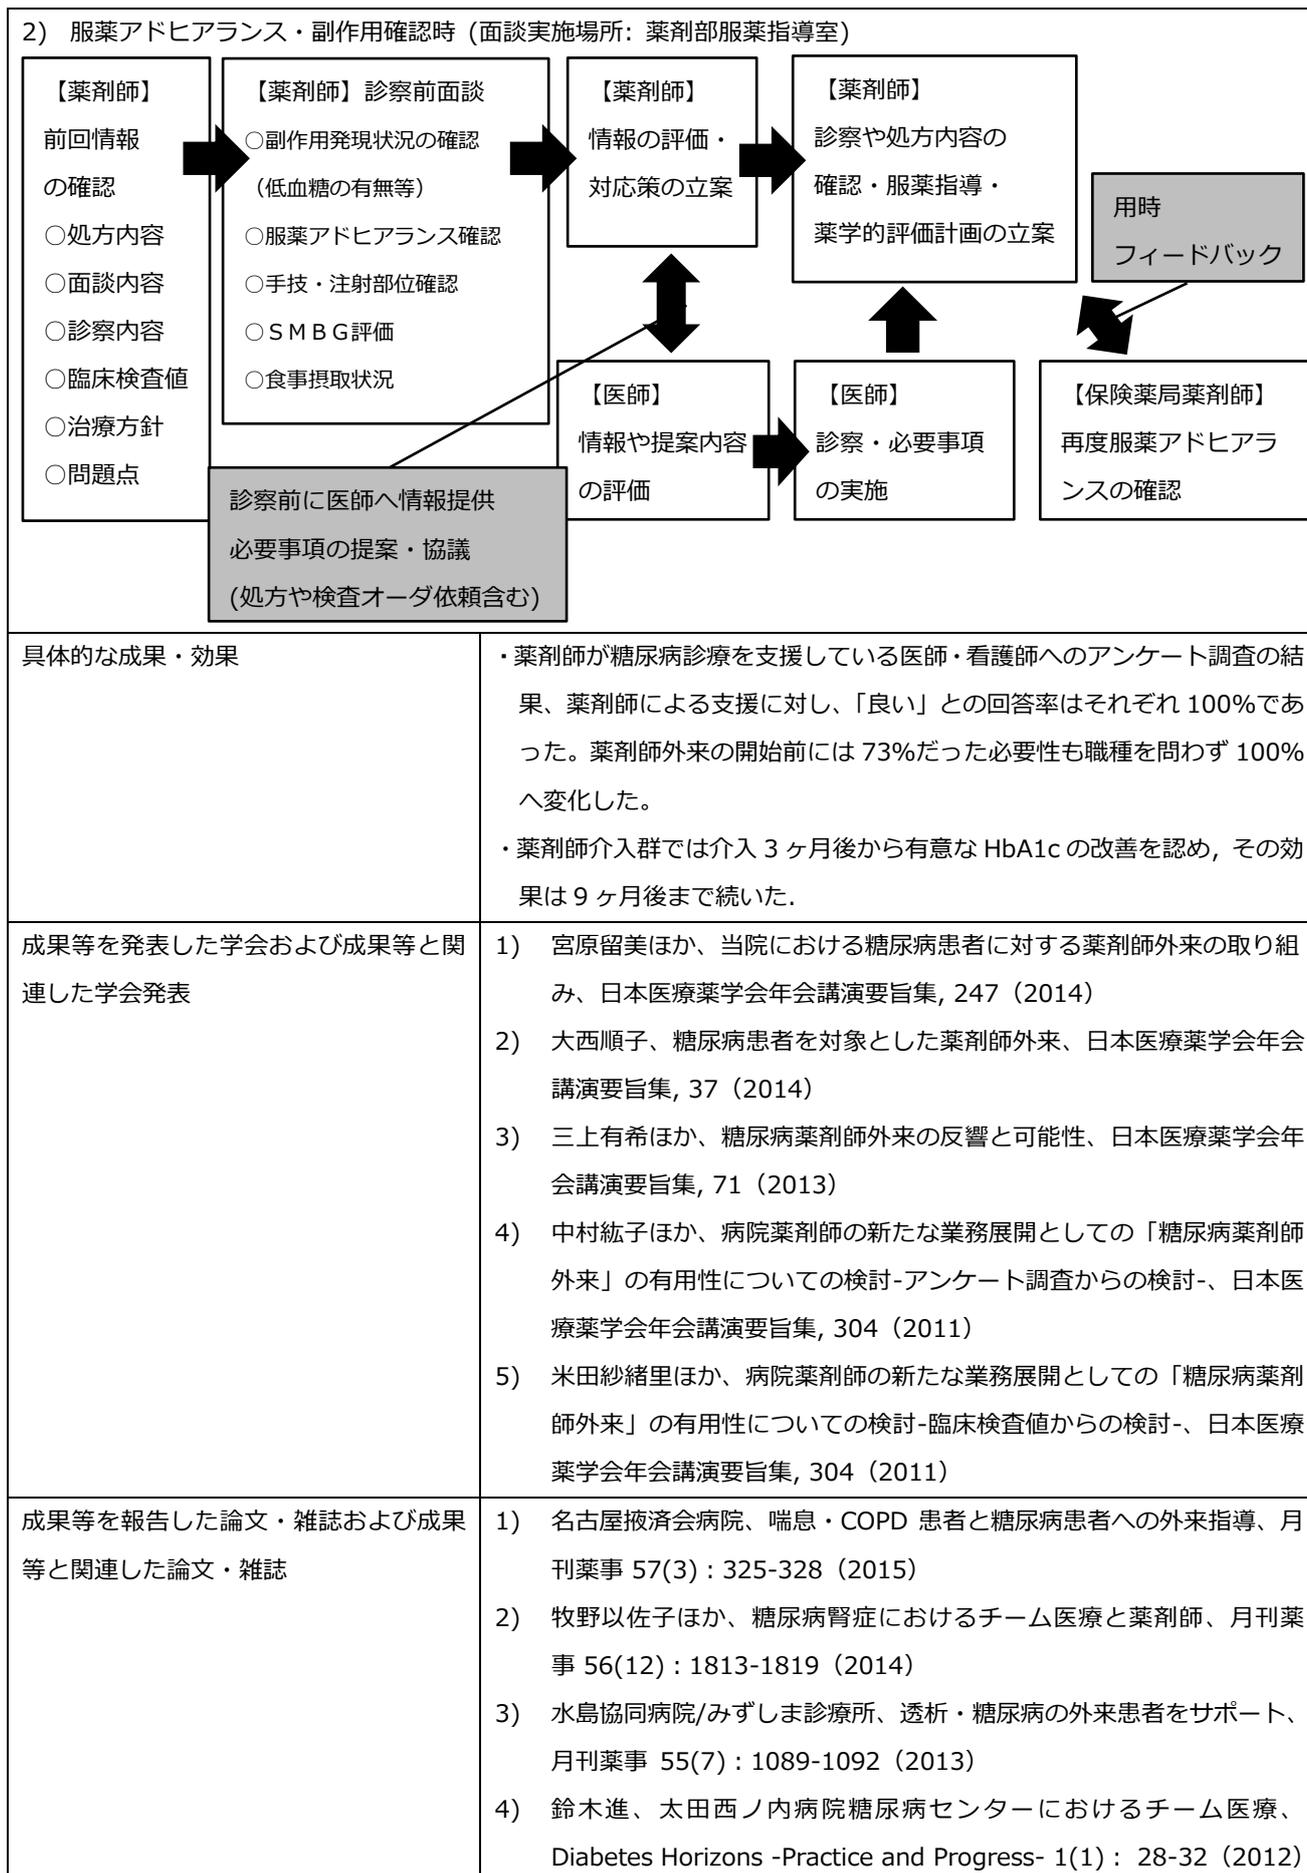 2) 服薬アドヒアランス・副作用確認時 (面談実施場所: 薬剤部服薬指導室)
【薬剤師】
前回情報
の確認
○処方内容
○面談内容
○診察内容
○臨床検査値
○治療方針
○問題点
【薬剤師】診察前面談
○副作用発現状況の確認
（低血糖の有無等）
○服薬アドヒアランス確認
○手技・注射部位確認
○ＳＭＢＧ評価
○食事摂取状況
【薬剤師】
情報の評価・
対応策の立案
【薬剤師】
診察や処方内容の
確認・服薬指導・
薬学的評価計画の立案
用時
フィードバック
【医師】
情報や提案内容
の評価
【医師】
診察・必要事項
の実施
【保険薬局薬剤師】
再度服薬アドヒアラ
ンスの確認
診察前に医師へ情報提供
必要事項の提案・協議
(処方や検査オーダ依頼含む)
具体的な成果・効果
・薬剤師が糖尿病診療を支援している医師・看護師へのアンケート調査の結
果、薬剤師による支援に対し、「良い」との回答率はそれぞれ 100%であ
った。薬剤師外来の開始前には 73%だった必要性も職種を問わず 100%
へ変化した。
・薬剤師介入群では介入 3 ヶ月後から有意な HbA1c の改善を認め, その効
果は 9 ヶ月後まで続いた.
成果等を発表した学会および成果等と関
連した学会発表
1) 宮原留美ほか、当院における糖尿病患者に対する薬剤師外来の取り組
み、日本医療薬学会年会講演要旨集, 247（2014）
2) 大西順子、糖尿病患者を対象とした薬剤師外来、日本医療薬学会年会
講演要旨集, 37（2014）
3) 三上有希ほか、糖尿病薬剤師外来の反響と可能性、日本医療薬学会年
会講演要旨集, 71（2013）
4) 中村紘子ほか、病院薬剤師の新たな業務展開としての「糖尿病薬剤師
外来」の有用性についての検討-アンケート調査からの検討-、日本医
療薬学会年会講演要旨集, 304（2011）
5) 米田紗緒里ほか、病院薬剤師の新たな業務展開としての「糖尿病薬剤
師外来」の有用性についての検討-臨床検査値からの検討-、日本医療
薬学会年会講演要旨集, 304（2011）
成果等を報告した論文・雑誌および成果
等と関連した論文・雑誌
1) 名古屋掖済会病院、喘息・COPD 患者と糖尿病患者への外来指導、月
刊薬事 57(3)：325-328（2015）
2) 牧野以佐子ほか、糖尿病腎症におけるチーム医療と薬剤師、月刊薬
事 56(12)：1813-1819（2014）
3) 水島協同病院/みずしま診療所、透析・糖尿病の外来患者をサポート、
月刊薬事 55(7)：1089-1092（2013）
4) 鈴木進、太田西ノ内病院糖尿病センターにおけるチーム医療、
Diabetes Horizons -Practice and Progress- 1(1)： 28-32（2012）